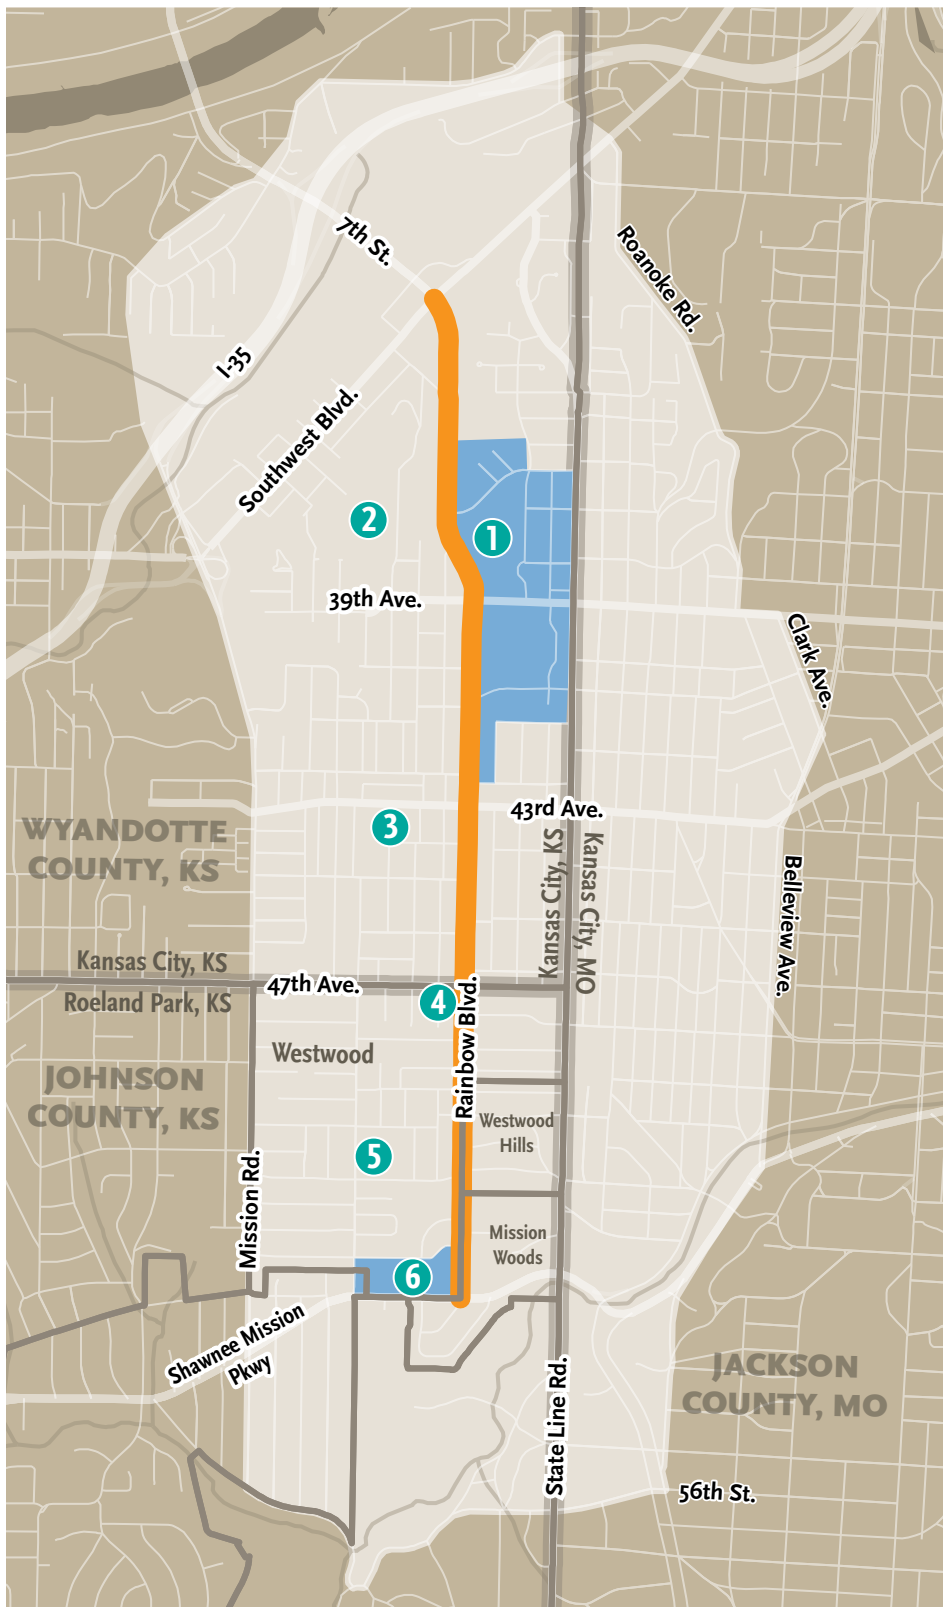 7th St.
Roanoke Rd.
I-35
Southwest Blvd.
2
1
39th Ave.
Clark Ave.
43rd Ave.
3
WYANDOTTE
COUNTY, KS
Kansas City, KS
Kansas City, MO
Belleview Ave.
Kansas City, KS
47th Ave.
Roeland Park, KS
4
Rainbow Blvd.
Westwood
JOHNSON
COUNTY, KS
Westwood
Hills
5
Mission Rd.
Mission
Woods
6
Shawnee Mission
Pkwy
State Line Rd.
JACKSON
COUNTY, MO
56th St.